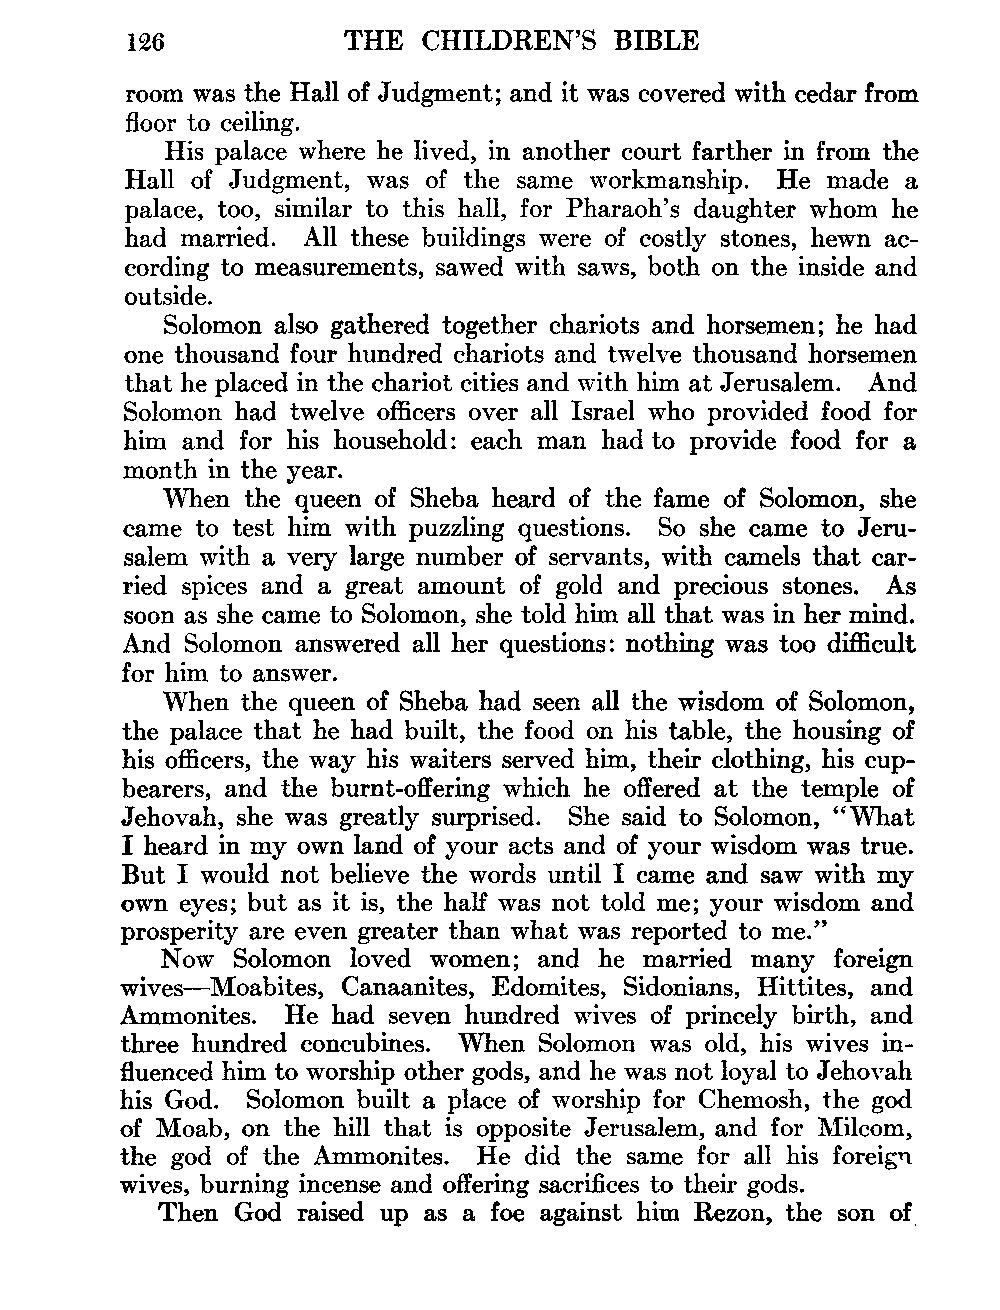 126 THE CHILDREN'S BIBLE
room was the Hall of Judgment; and it was covered with cedar from
floor to ceiling.
His palace where he lived, in another court farther in from the
Hall of Judgment, was of the same workmanship. He made a
palace, too, similar to this hall, for Pharaoh's daughter whom he
had married. All these buildings were of costly stones, hewn ac-
cording to measurements, sawed with saws, both on the inside and
outside.
Solomon also gathered together chariots and horsemen; he had
one thousand four hundred chariots and twelve thousand horsemen
that he placed in the chariot cities and with him at Jerusalem. And
Solomon had twelve officers over all Israel who provided food for
him and for his household: each man had to provide food for a
month in the year.
When the queen of Sheba heard of the fame of Solomon, she
came to test him with puzzling questions. So she came to Jeru-
salem with a very large number of servants, with camels that car-
ried spices and a great amount of gold and precious stones. As
soon as she came to Solomon, she told him all that was in her mind.
And Solomon answered all her questions: nothing was too difficult
for him to answer.
When the queen of Sheba had seen all the wisdom of Solomon,
the palace that he had built, the food on his table, the housing of
his officers, the way his waiters served him, their clothing, his cup-
bearers, and the burnt-offering which he offered at the temple of
Jehovah, she was greatly surprised. She said to Solomon, "What
I heard in my own land of your acts and of your wisdom was true.
But I would not believe the words until I came and saw with my
own eyes; but as it is, the half was not told me; your wisdom and
prosperity are even greater than what was reported to me."
Now Solomon loved women; and he married many foreign
wives—Moabites, Canaanites, Edomites, Sidonians, Hittites, and
Ammonites. He had seven hundred wives of princely birth, and
three hundred concubines. When Solomon was old, his wives in-
fluenced him to worship other gods, and he was not loyal to Jehovah
his God. Solomon built a place of worship for Chemosh, the god
of Moab, on the hill that is opposite Jerusalem, and for Milcom,
the god of the Ammonites. He did the same for all his foreign
wives, burning incense and offering sacrifices to their gods.
Then God raised up as a foe against him Rezon, the son of